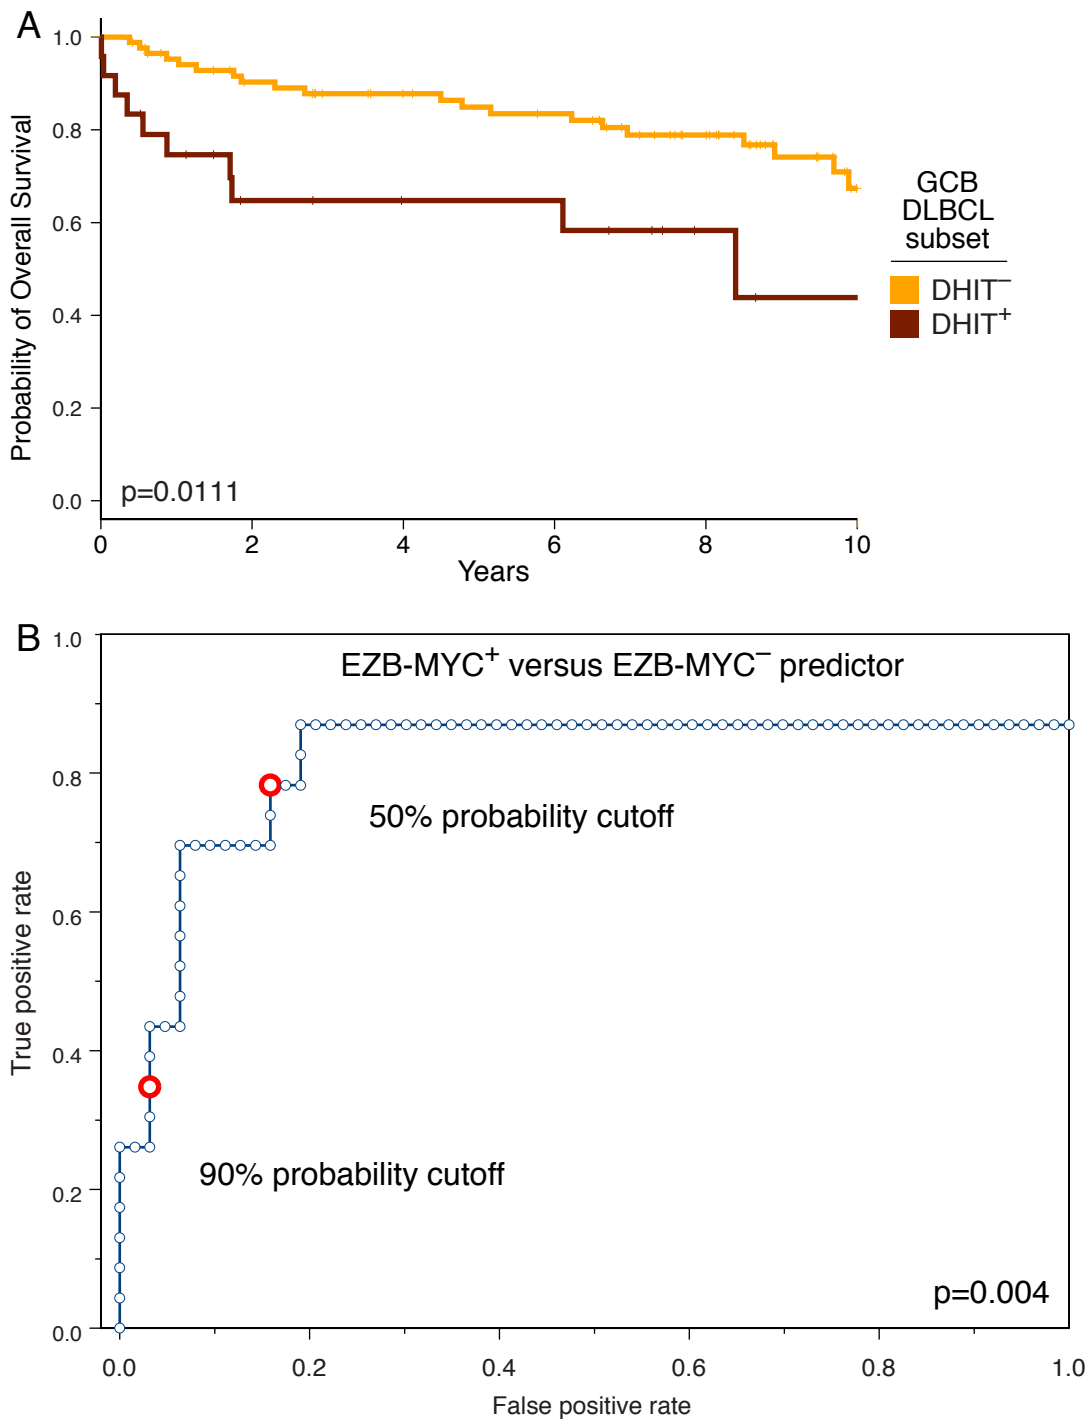 A
1.0
0.8
0.6
0.4
0.2
0.0
Probability of Overall Survival
p=0.0111
0 2 4 6 8 10
Years
GCB
DLBCL
subset
DHIT⁻
DHIT⁺
B
1.0
0.8
0.6
0.4
0.2
0.0
True positive rate
EZB-MYC⁺ versus EZB-MYC⁻ predictor
50% probability cutoff
90% probability cutoff
p=0.004
0.0 0.2 0.4 0.6 0.8 1.0
False positive rate